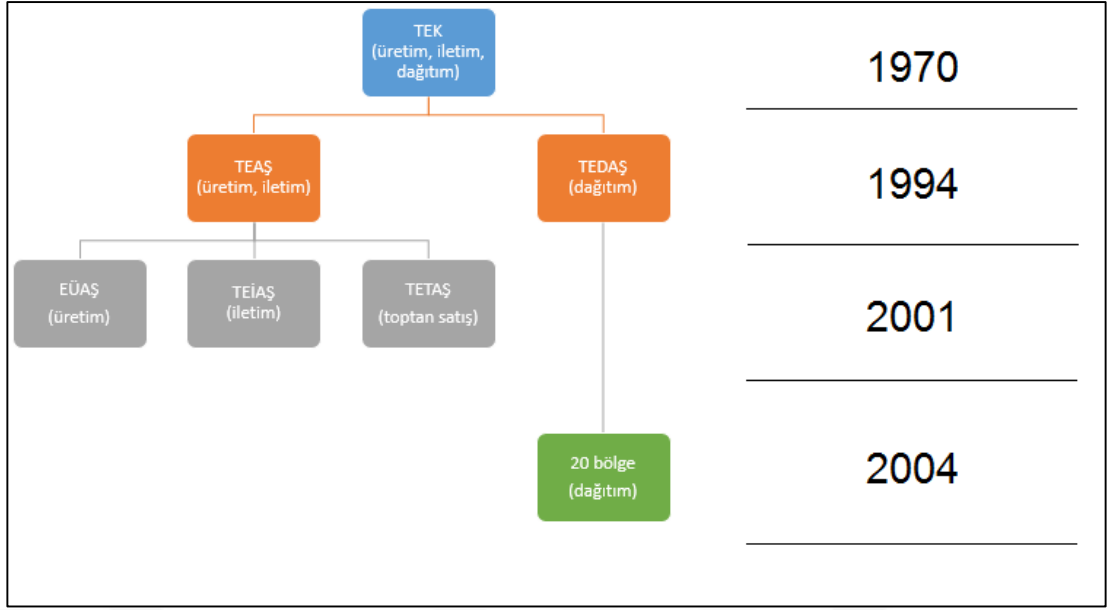 TEK
(üretim, iletim,
dağıtım)
1970
TEAŞ
(üretim, iletim)
TEDAŞ
(dağıtım)
1994
EÜAŞ
(üretim)
TEİAŞ
(iletim)
TETAŞ
(toptan satış)
2001
20 bölge
(dağıtım)
2004